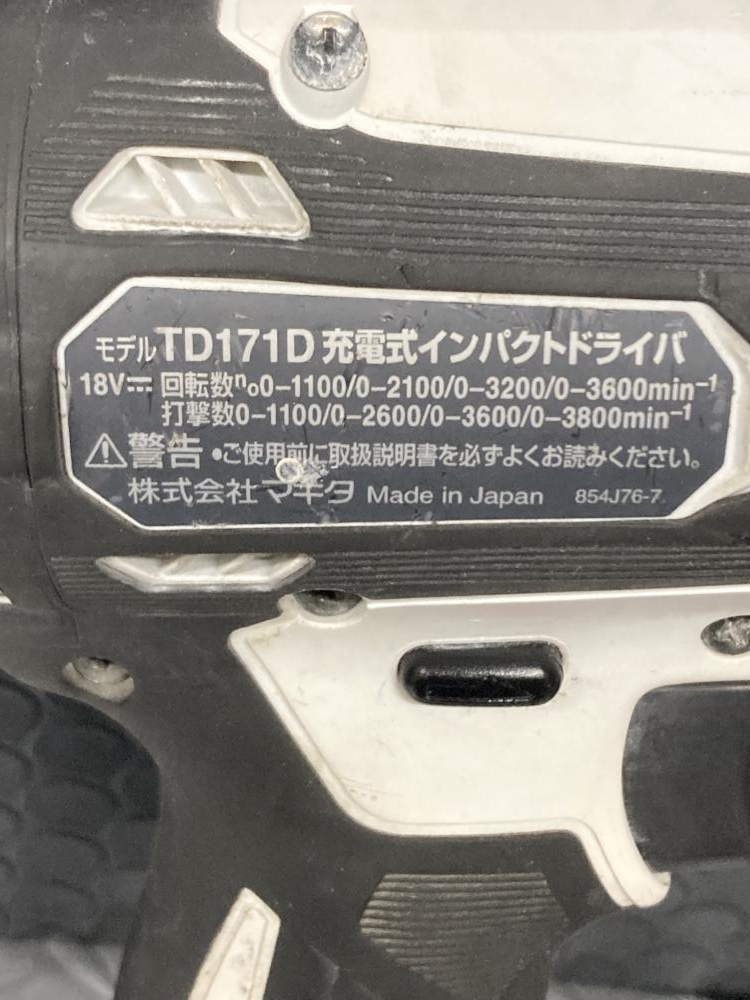 モデルTD171D 充電式インパクトドライバ
18V⎓ 回転数n₀0-1100/0-2100/0-3200/0-3600min⁻¹
打撃数0-1100/0-2600/0-3600/0-3800min⁻¹
⚠警告 •ご使用前に取扱説明書を必ずよくお読みください。
株式会社マキタ Made in Japan 854J76-7